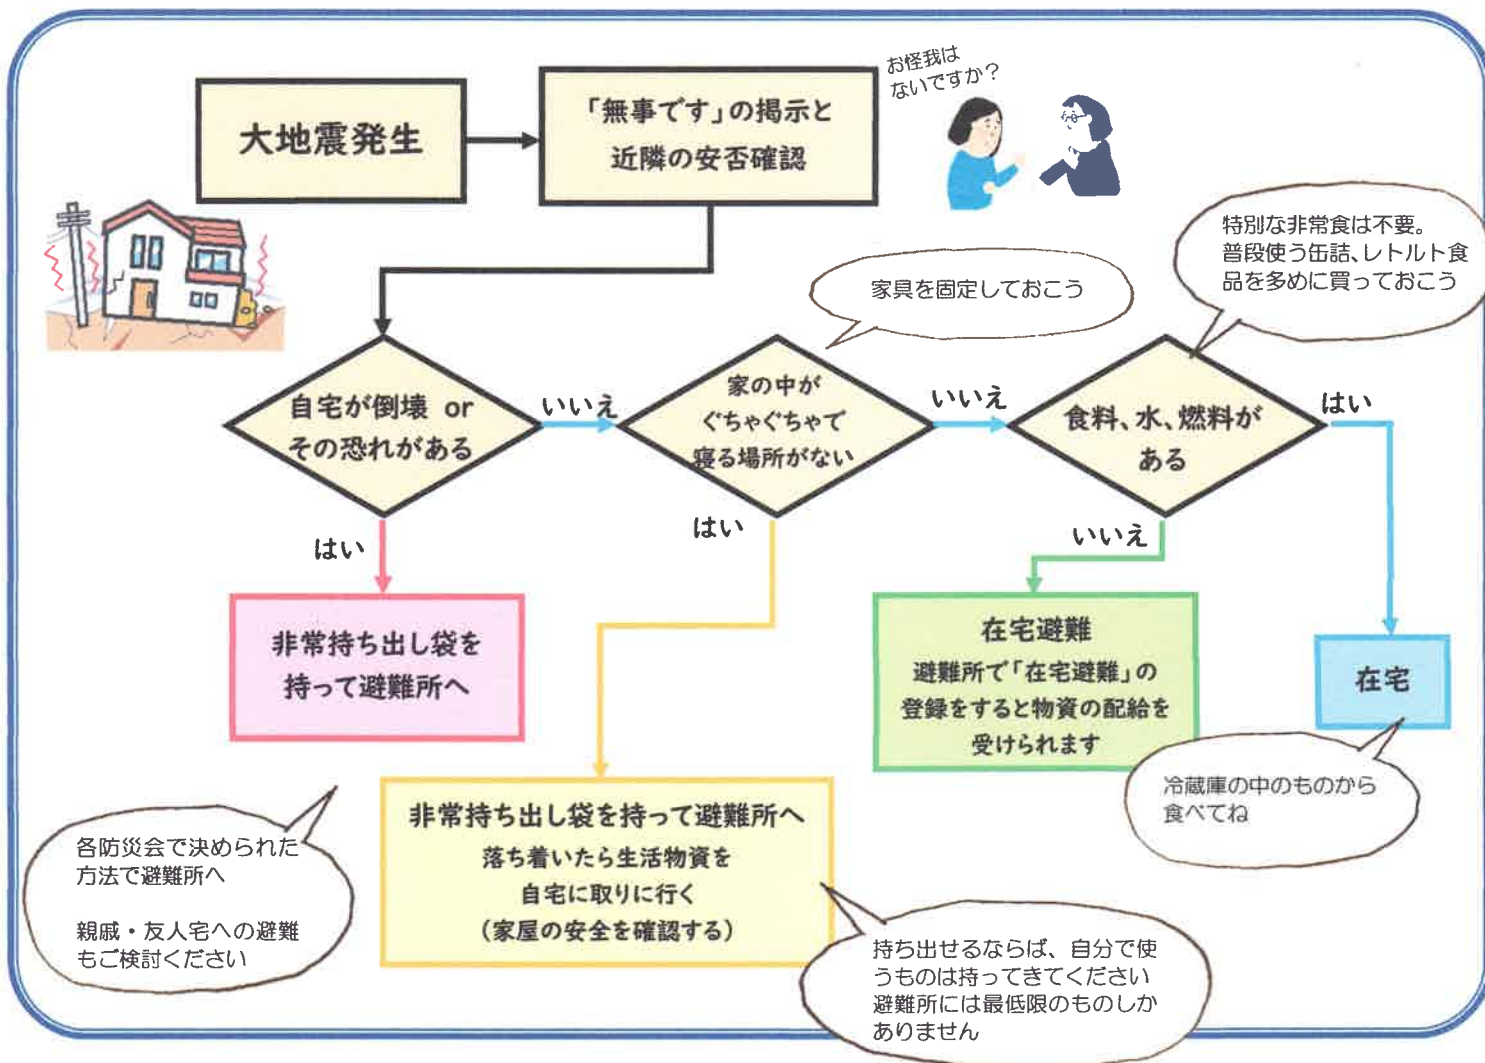 大地震発生
「無事です」の掲示と
近隣の安否確認
お怪我は
ないですか？
特別な非常食は不要。
普段使う缶詰、レトルト食
品を多めに買っておこう
家具を固定しておこう
自宅が倒壊 or
その恐れがある
いいえ
家の中が
ぐちゃぐちゃで
寝る場所がない
いいえ
食料、水、燃料が
ある
はい
はい
はい
いいえ
非常持ち出し袋を
持って避難所へ
在宅避難
避難所で「在宅避難」の
登録をすると物資の配給を
受けられます
在宅
冷蔵庫の中のものから
食べてね
非常持ち出し袋を持って避難所へ
落ち着いたら生活物資を
自宅に取りに行く
（家屋の安全を確認する）
各防災会で決められた
方法で避難所へ
親戚・友人宅への避難
もご検討ください
持ち出せるならば、自分で使
うものは持ってきてください
避難所には最低限のものしか
ありません